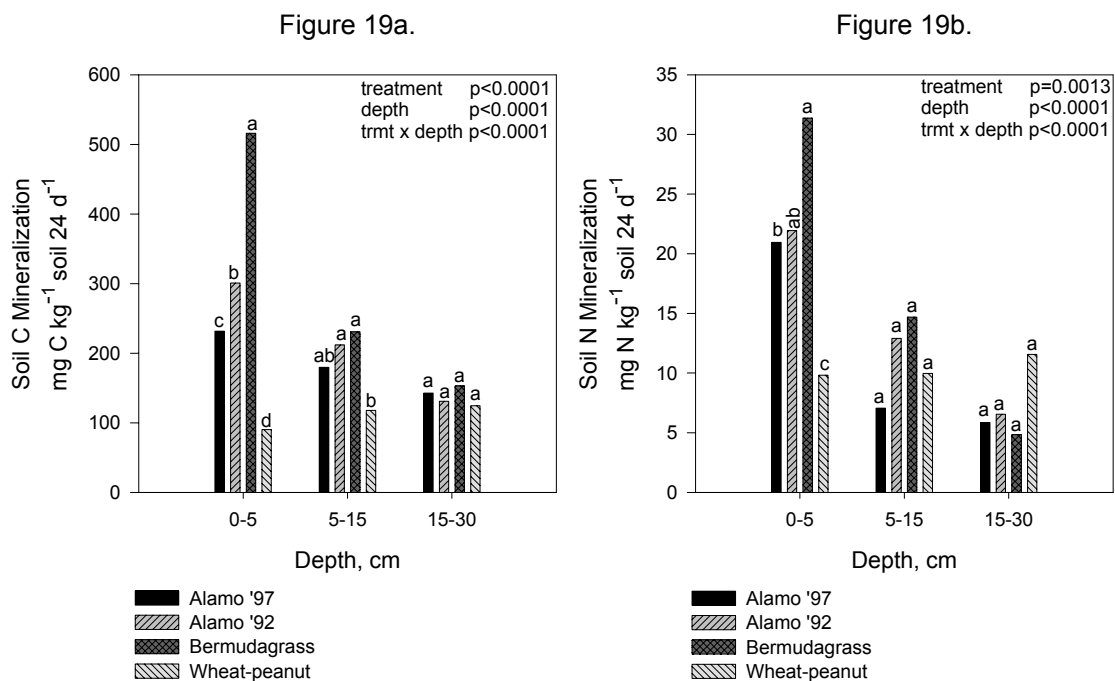 Figure 19a.
treatment p<0.0001
depth p<0.0001
trmt x depth p<0.0001
Soil C Mineralization
mg C kg⁻¹ soil 24 d⁻¹
600
500
400
300
200
100
0
c
b
a
d
ab
a
a
b
a
a
a
a
0-5
5-15
15-30
Depth, cm
Alamo '97
Alamo '92
Bermudagrass
Wheat-peanut
Figure 19b.
treatment p=0.0013
depth p<0.0001
trmt x depth p<0.0001
Soil N Mineralization
mg N kg⁻¹ soil 24 d⁻¹
35
30
25
20
15
10
5
0
b
ab
a
c
a
a
a
a
a
a
a
a
0-5
5-15
15-30
Depth, cm
Alamo '97
Alamo '92
Bermudagrass
Wheat-peanut